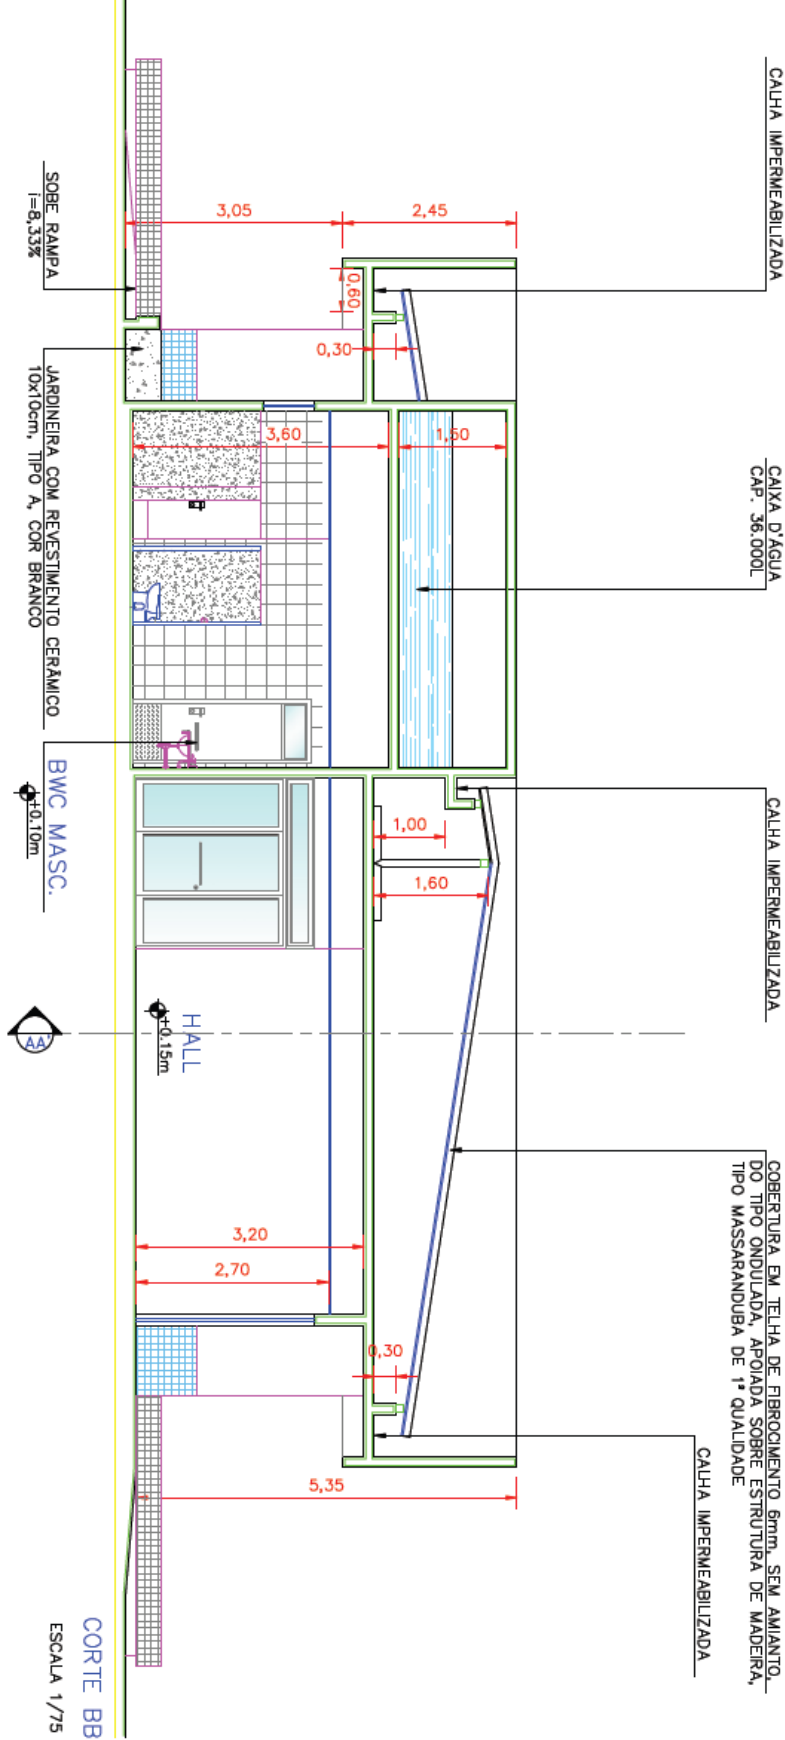 CALHA IMPERMEABILIZADA
CAIXA D'ÁGUA
CAP. 36.000L
CALHA IMPERMEABILIZADA
COBERTURA EM TELHA DE FIBROCIMENTO 6mm, SEM AMIANTO,
DO TIPO ONDULADA, APOIADA SOBRE ESTRUTURA DE MADEIRA,
TIPO MASSARANDUBA DE 1ª QUALIDADE
CALHA IMPERMEABILIZADA
2,45
3,05
0,60
0,30
1,50
3,60
1,00
1,60
3,20
2,70
0,30
5,35
HALL
+0.15m
SOBE RAMPA
i=8,33%
JARDINEIRA COM REVESTIMENTO CERÂMICO
10x10cm, TIPO A, COR BRANCO
BWC MASC.
+0.10m
AA'
CORTE BB
ESCALA 1/75